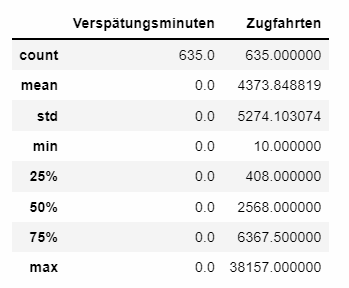 Verspätungsminuten Zugfahrten
count 635.0 635.000000
mean 0.0 4373.848819
std 0.0 5274.103074
min 0.0 10.000000
25% 0.0 408.000000
50% 0.0 2568.000000
75% 0.0 6367.500000
max 0.0 38157.000000